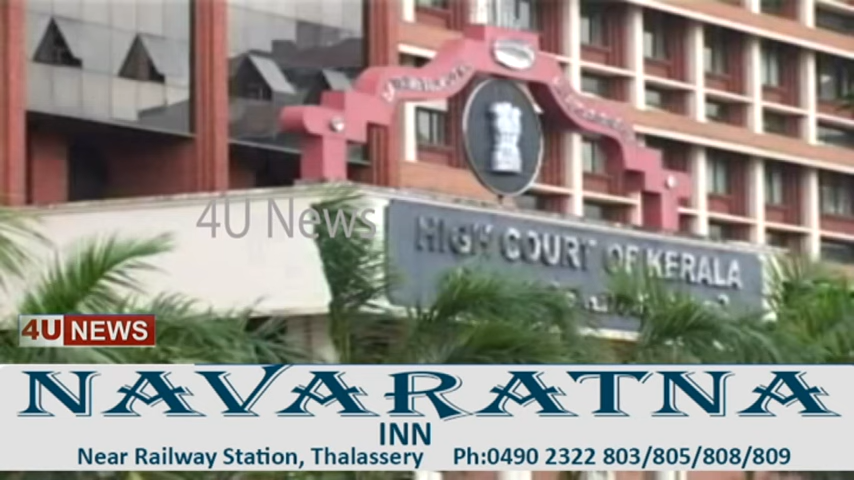 4U News
HIGH COURT OF KERALA
4U NEWS
NAVARATNA
INN
Near Railway Station, Thalassery Ph:0490 2322 803/805/808/809